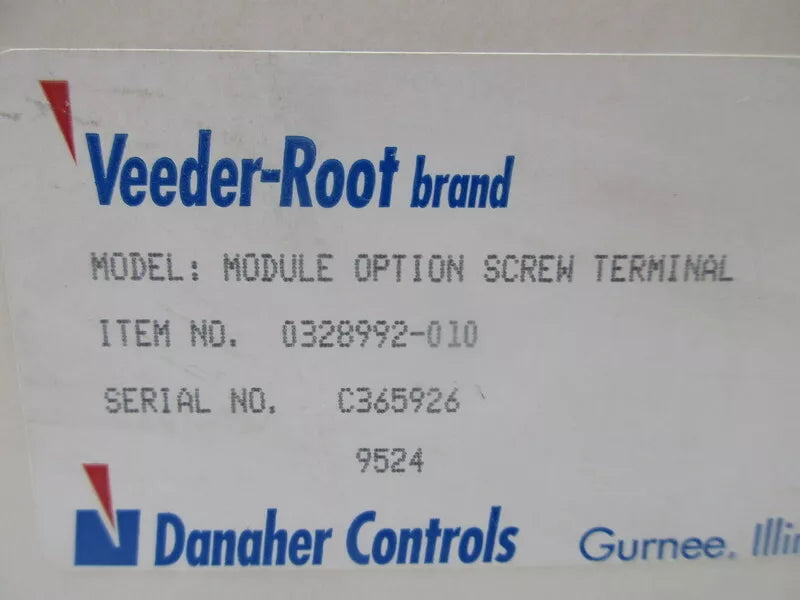 Veeder-Root brand
MODEL: MODULE OPTION SCREW TERMINAL
ITEM NO. 0328992-010
SERIAL NO. C365926
9524
Danaher Controls Gurnee, Illin